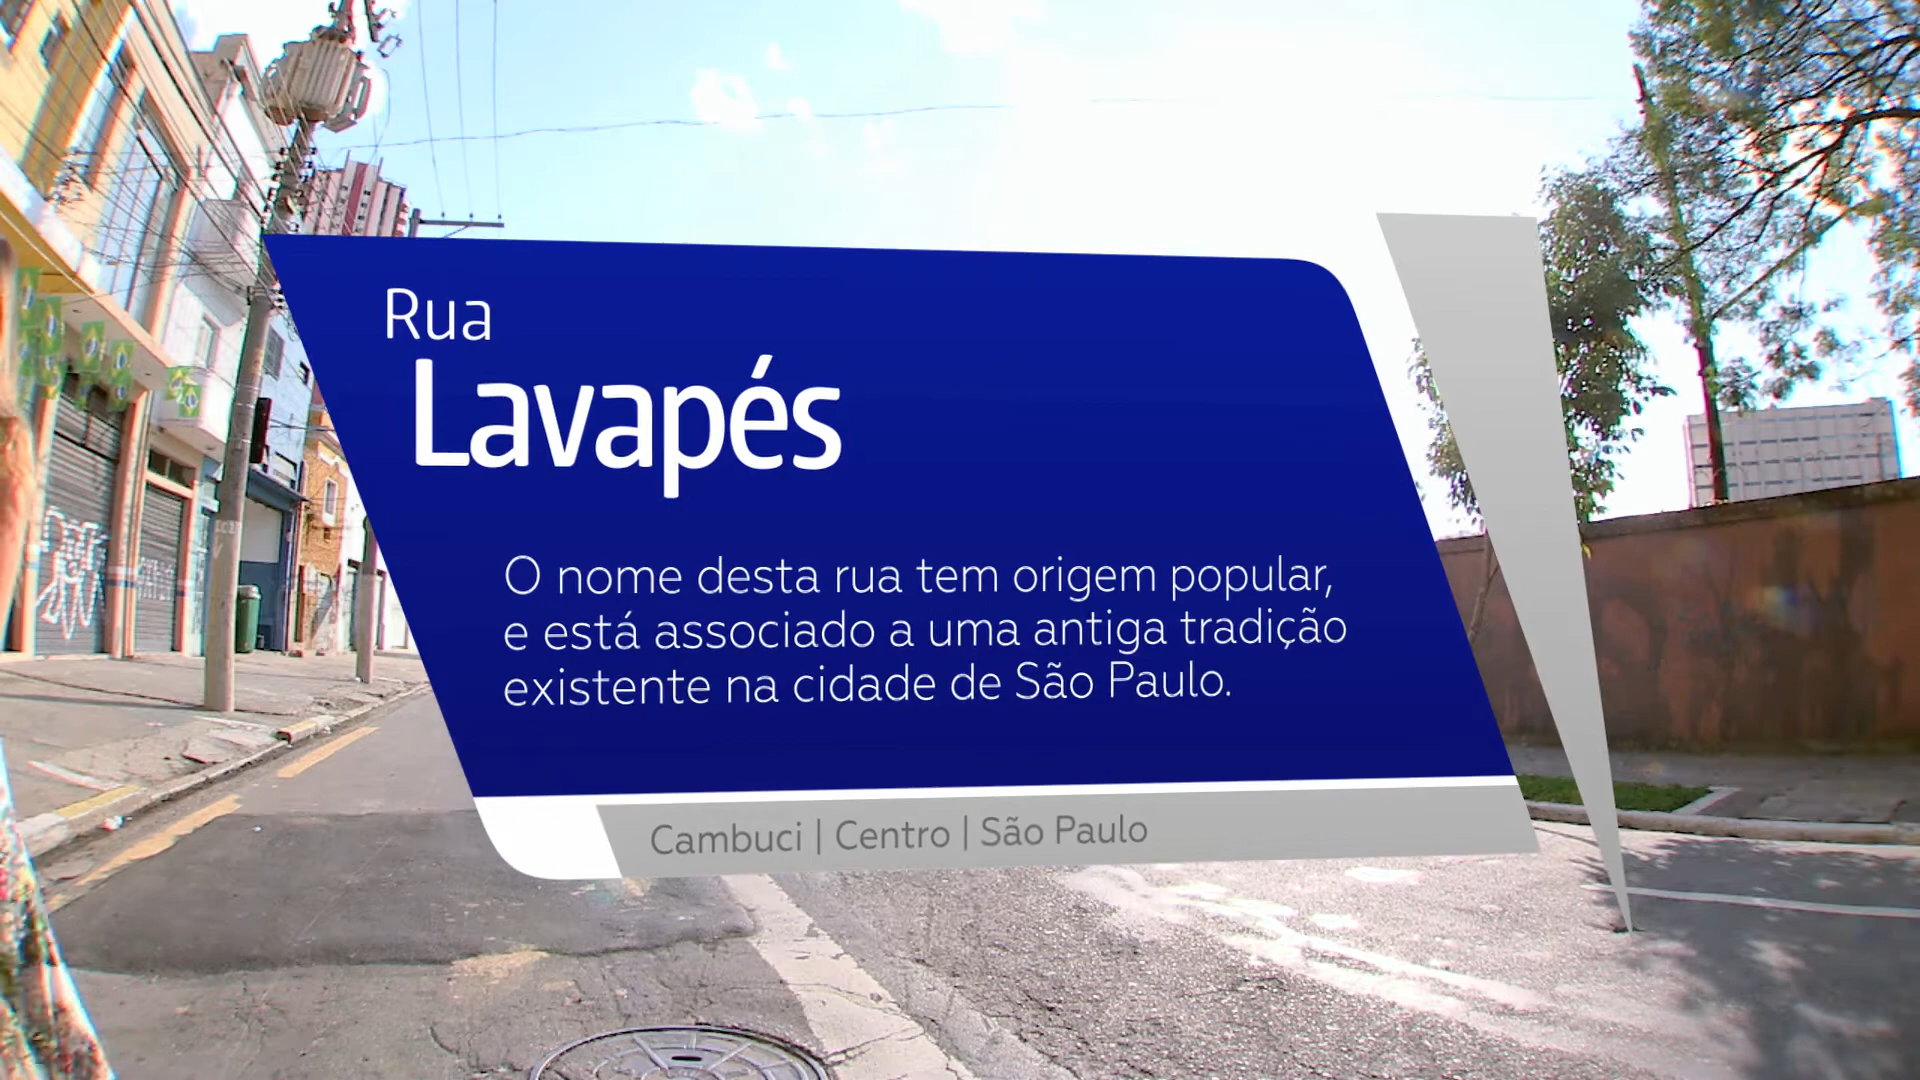 Rua
Lavapés
O nome desta rua tem origem popular,
e está associado a uma antiga tradição
existente na cidade de São Paulo.
Cambuci | Centro | São Paulo